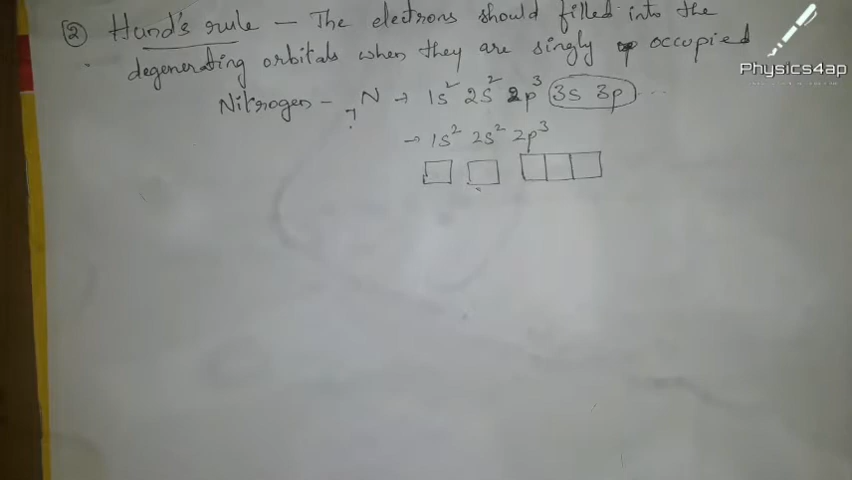 ② Hund's rule - The electrons should filled into the
degenerating orbitals when they are singly occupied
Nitrogen - ₇N → 1s² 2s² 2p³ 3s 3p ...
→ 1s² 2s² 2p³
Physics4ap